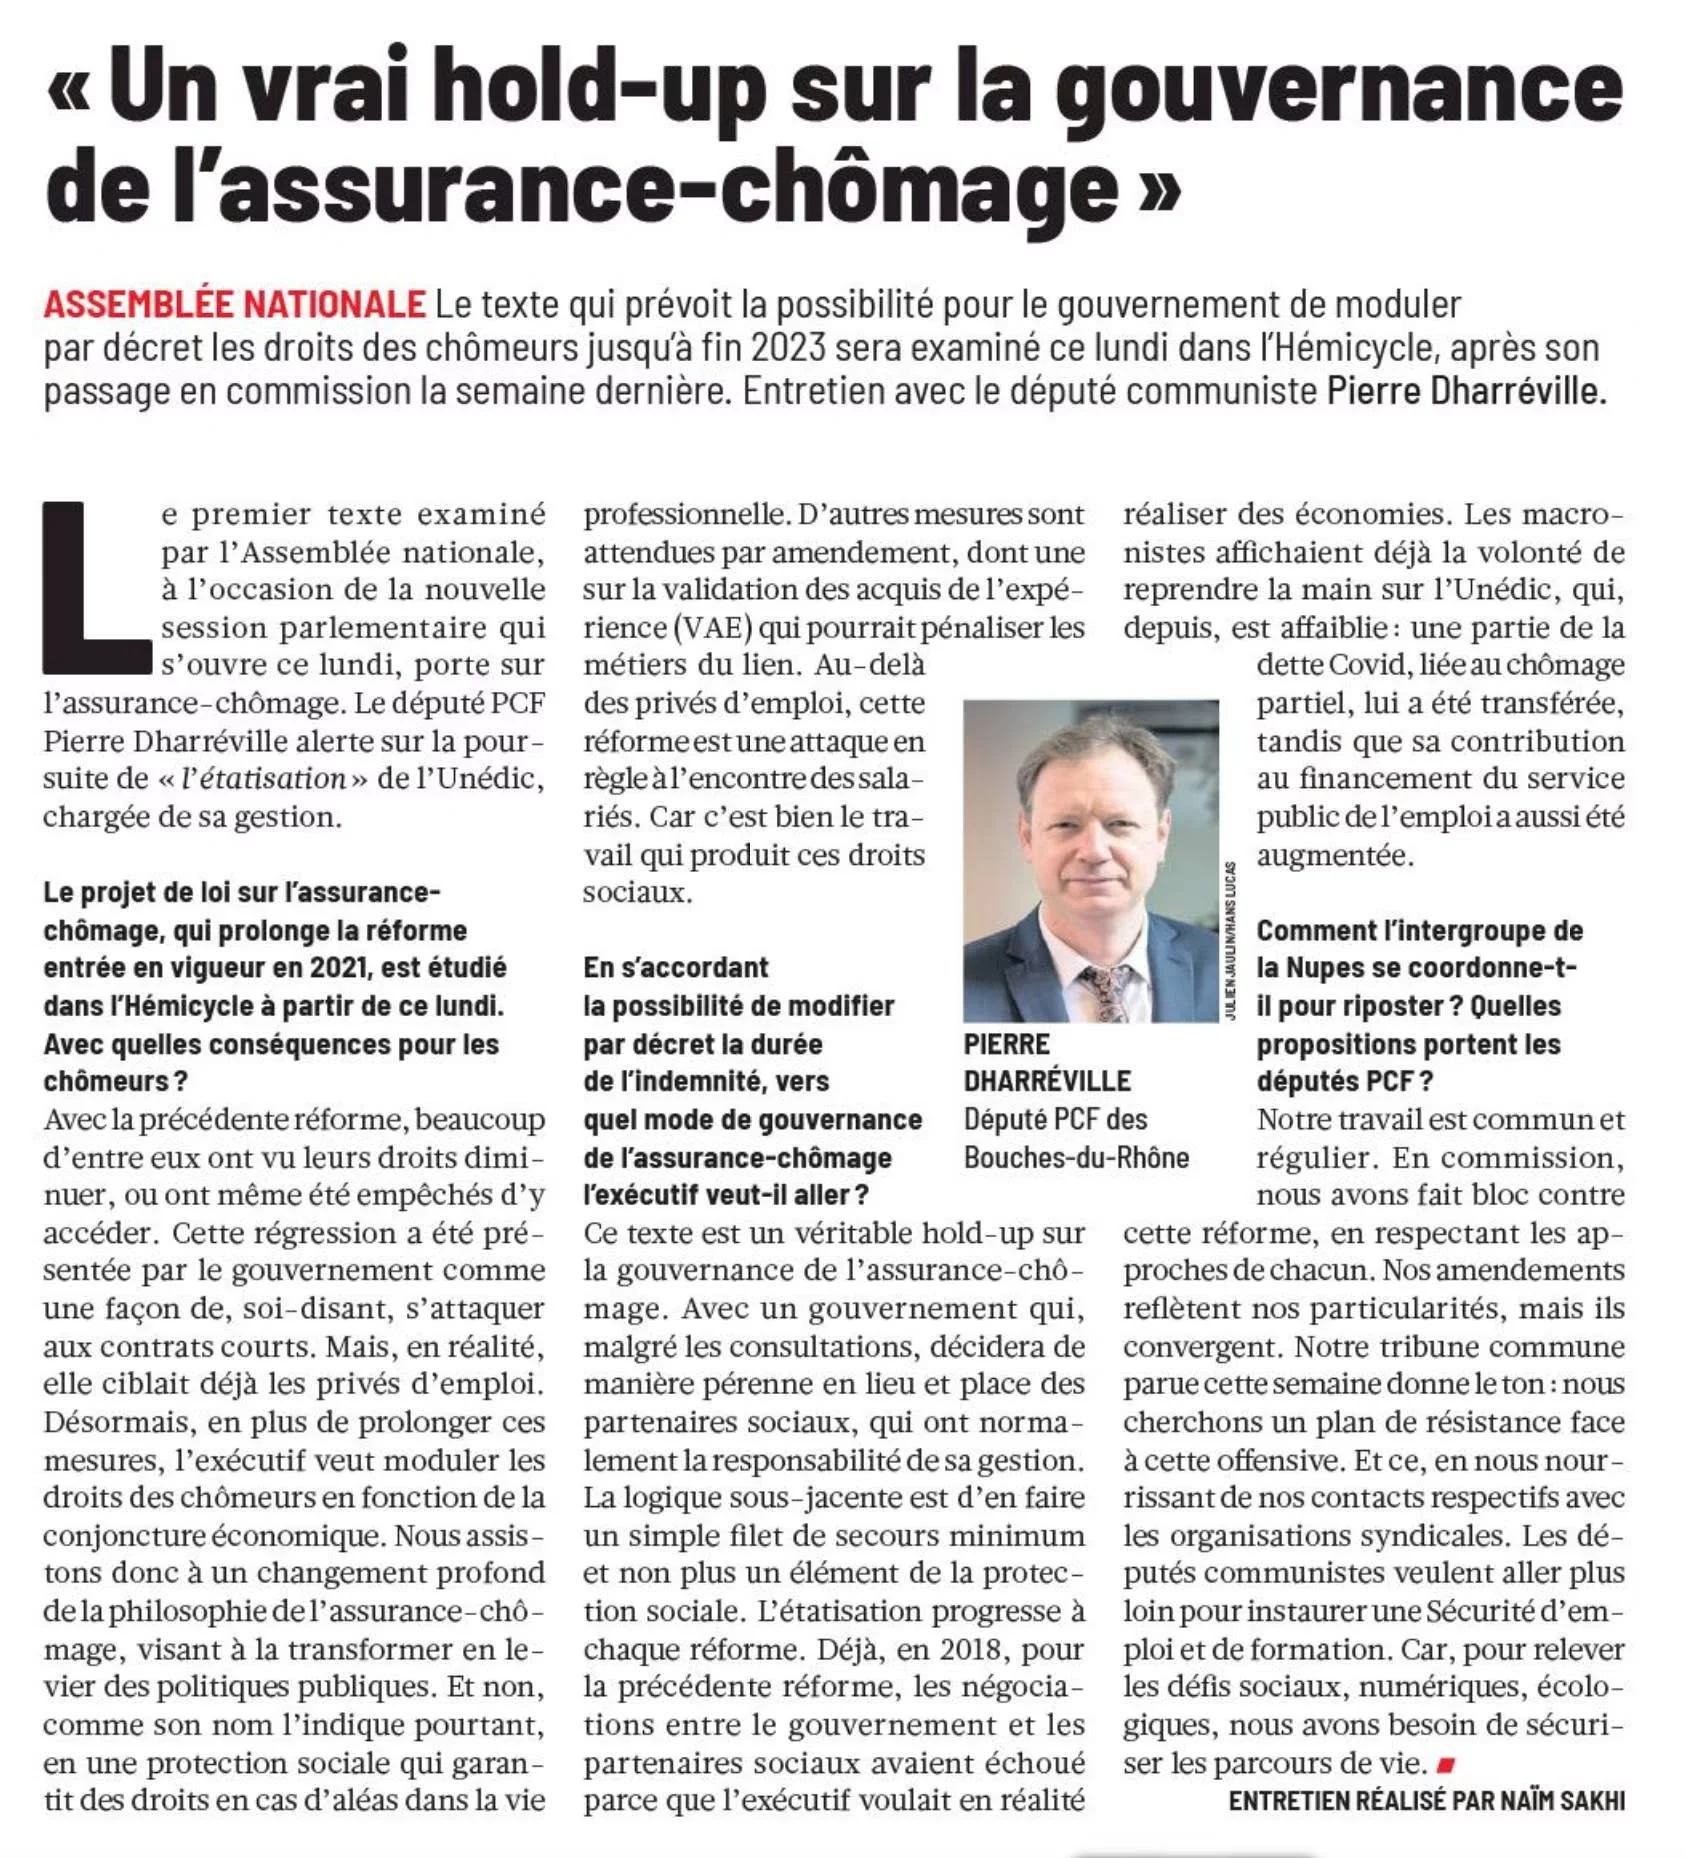 « Un vrai hold-up sur la gouvernance
de l'assurance-chômage »
ASSEMBLÉE NATIONALE Le texte qui prévoit la possibilité pour le gouvernement de moduler
par décret les droits des chômeurs jusqu'à fin 2023 sera examiné ce lundi dans l'Hémicycle, après son
passage en commission la semaine dernière. Entretien avec le député communiste Pierre Dharréville.
Le premier texte examiné
par l'Assemblée nationale,
à l'occasion de la nouvelle
session parlementaire qui
s'ouvre ce lundi, porte sur
l'assurance-chômage. Le député PCF
Pierre Dharréville alerte sur la pour-
suite de « l'étatisation » de l'Unédic,
chargée de sa gestion.
Le projet de loi sur l'assurance-
chômage, qui prolonge la réforme
entrée en vigueur en 2021, est étudié
dans l'Hémicycle à partir de ce lundi.
Avec quelles conséquences pour les
chômeurs ?
Avec la précédente réforme, beaucoup
d'entre eux ont vu leurs droits dimi-
nuer, ou ont même été empêchés d'y
accéder. Cette régression a été pré-
sentée par le gouvernement comme
une façon de, soi-disant, s'attaquer
aux contrats courts. Mais, en réalité,
elle ciblait déjà les privés d'emploi.
Désormais, en plus de prolonger ces
mesures, l'exécutif veut moduler les
droits des chômeurs en fonction de la
conjoncture économique. Nous assis-
tons donc à un changement profond
de la philosophie de l'assurance-chô-
mage, visant à la transformer en le-
vier des politiques publiques. Et non,
comme son nom l'indique pourtant,
en une protection sociale qui garan-
tit des droits en cas d'aléas dans la vie
professionnelle. D'autres mesures sont
attendues par amendement, dont une
sur la validation des acquis de l'expé-
rience (VAE) qui pourrait pénaliser les
métiers du lien. Au-delà
des privés d'emploi, cette
réforme est une attaque en
règle à l'encontre des sala-
riés. Car c'est bien le tra-
vail qui produit ces droits
sociaux.
En s'accordant
la possibilité de modifier
par décret la durée
de l'indemnité, vers
quel mode de gouvernance
de l'assurance-chômage
l'exécutif veut-il aller ?
Ce texte est un véritable hold-up sur
la gouvernance de l'assurance-chô-
mage. Avec un gouvernement qui,
malgré les consultations, décidera de
manière pérenne en lieu et place des
partenaires sociaux, qui ont norma-
lement la responsabilité de sa gestion.
La logique sous-jacente est d'en faire
un simple filet de secours minimum
et non plus un élément de la protec-
tion sociale. L'étatisation progresse à
chaque réforme. Déjà, en 2018, pour
la précédente réforme, les négocia-
tions entre le gouvernement et les
partenaires sociaux avaient échoué
parce que l'exécutif voulait en réalité
réaliser des économies. Les macro-
nistes affichaient déjà la volonté de
reprendre la main sur l'Unédic, qui,
depuis, est affaiblie : une partie de la
dette Covid, liée au chômage
partiel, lui a été transférée,
tandis que sa contribution
au financement du service
public de l'emploi a aussi été
augmentée.
JULIEN JAULIN/HANS LUCAS
PIERRE
DHARRÉVILLE
Député PCF des
Bouches-du-Rhône
Comment l'intergroupe de
la Nupes se coordonne-t-
il pour riposter ? Quelles
propositions portent les
députés PCF ?
Notre travail est commun et
régulier. En commission,
nous avons fait bloc contre
cette réforme, en respectant les ap-
proches de chacun. Nos amendements
reflètent nos particularités, mais ils
convergent. Notre tribune commune
parue cette semaine donne le ton : nous
cherchons un plan de résistance face
à cette offensive. Et ce, en nous nour-
rissant de nos contacts respectifs avec
les organisations syndicales. Les dé-
putés communistes veulent aller plus
loin pour instaurer une Sécurité d'em-
ploi et de formation. Car, pour relever
les défis sociaux, numériques, écolo-
giques, nous avons besoin de sécuri-
ser les parcours de vie.
ENTRETIEN RÉALISÉ PAR NAÏM SAKHI